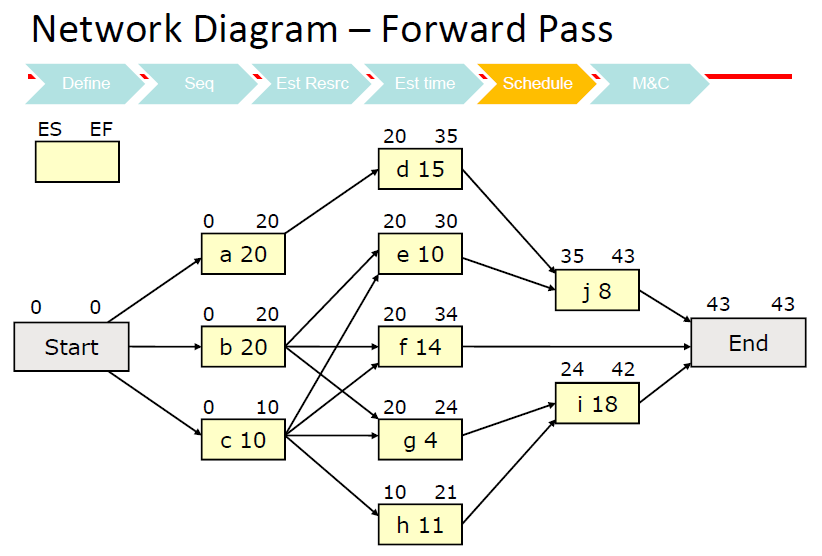 Network Diagram – Forward Pass
Define Seq Est Resrc Est time Schedule M&C
ES EF
20 35
d 15
0 20
a 20
20 30
e 10
35 43
j 8
0 0
Start
0 20
b 20
20 34
f 14
43 43
End
0 10
c 10
20 24
g 4
24 42
i 18
10 21
h 11